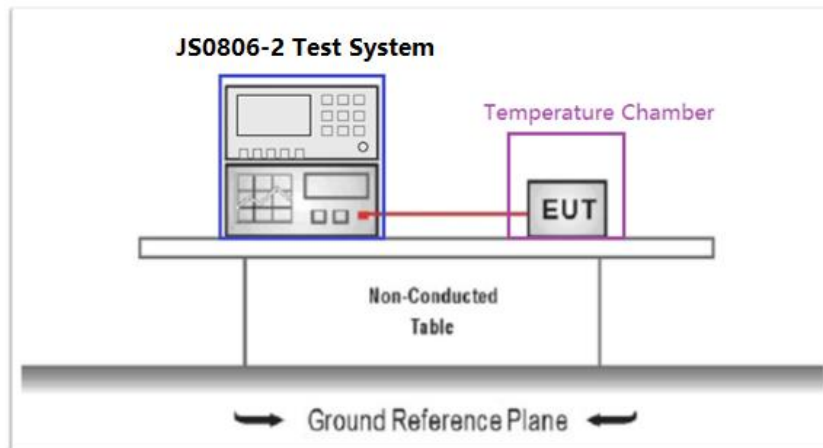 JS0806-2 Test System
Temperature Chamber
EUT
Non-Conducted
Table
Ground Reference Plane